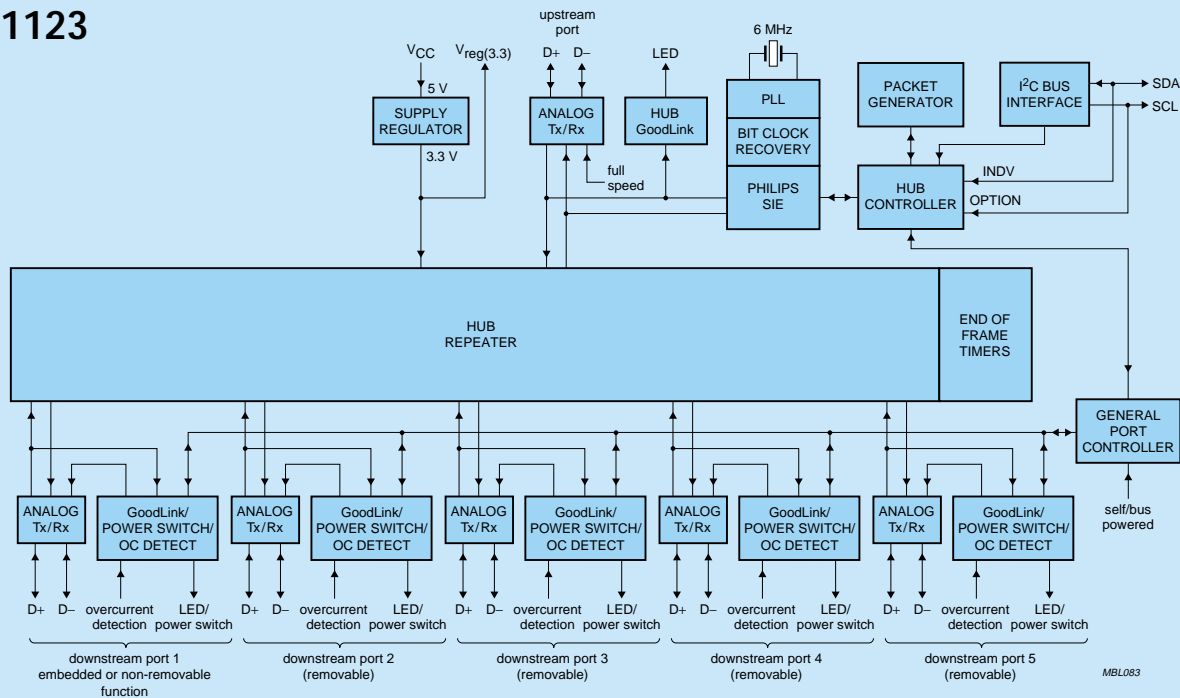 1123
upstream
port
D+ D–
LED
6 MHz
VCC
Vreg(3.3)
5 V
SUPPLY
REGULATOR
3.3 V
ANALOG
Tx/Rx
full
speed
HUB
GoodLink
PLL
BIT CLOCK
RECOVERY
PHILIPS
SIE
PACKET
GENERATOR
I2C BUS
INTERFACE
SDA
SCL
HUB
CONTROLLER
INDV
OPTION
HUB
REPEATER
END OF
FRAME
TIMERS
GENERAL
PORT
CONTROLLER
self/bus
powered
ANALOG
Tx/Rx
GoodLink/
POWER SWITCH/
OC DETECT
D+ D–
overcurrent
detection
LED/
power switch
downstream port 1
embedded or non-removable
function
ANALOG
Tx/Rx
GoodLink/
POWER SWITCH/
OC DETECT
D+ D–
overcurrent
detection
LED/
power switch
downstream port 2
(removable)
ANALOG
Tx/Rx
GoodLink/
POWER SWITCH/
OC DETECT
D+ D–
overcurrent
detection
LED/
power switch
downstream port 3
(removable)
ANALOG
Tx/Rx
GoodLink/
POWER SWITCH/
OC DETECT
D+ D–
overcurrent
detection
LED/
power switch
downstream port 4
(removable)
ANALOG
Tx/Rx
GoodLink/
POWER SWITCH/
OC DETECT
D+ D–
overcurrent
detection
LED/
power switch
downstream port 5
(removable)
MBL083